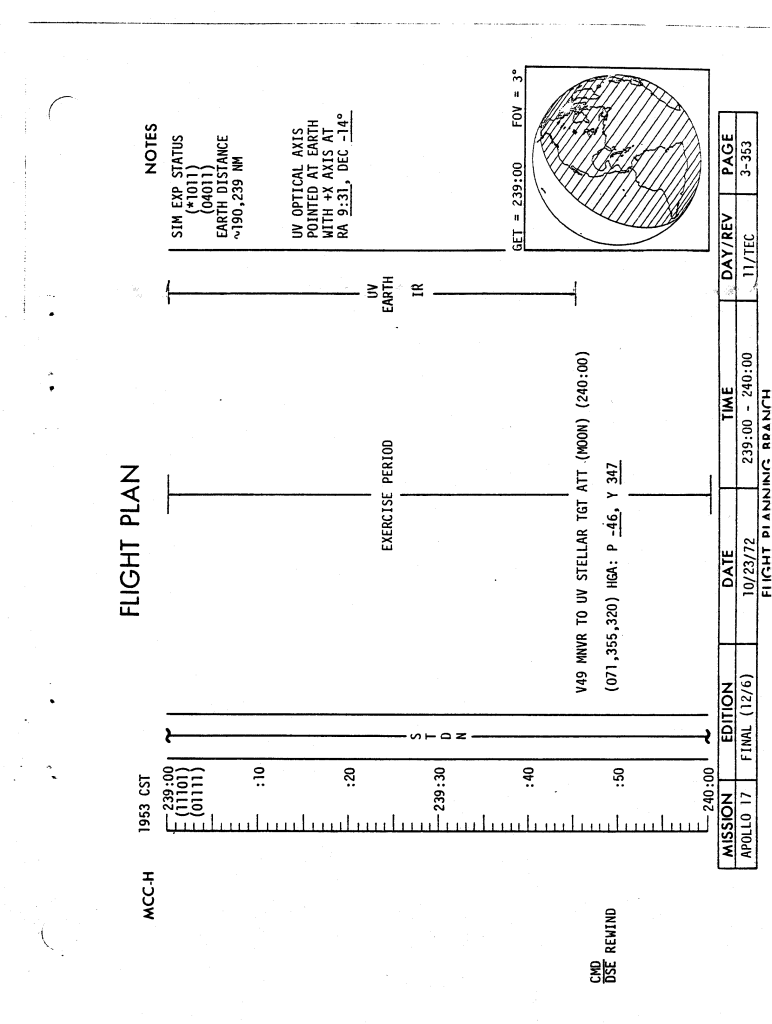 FLIGHT PLAN
MCC-H
1953 CST
NOTES
239:00
(11101)
(01111)
:10
:20
239:30
:40
:50
240:00
CMD
DSE REWIND
S
T
D
N
EXERCISE PERIOD
V49 MNVR TO UV STELLAR TGT ATT (MOON) (240:00)
(071,355,320) HGA: P -46, Y 347
UV
EARTH
IR
SIM EXP STATUS
(*1011)
(04011)
EARTH DISTANCE
~190,239 NM
UV OPTICAL AXIS
POINTED AT EARTH
WITH +X AXIS AT
RA 9:31, DEC -14°
GET = 239:00 FOV = 3°
MISSION EDITION DATE TIME DAY/REV PAGE
APOLLO 17 FINAL (12/6) 10/23/72 239:00 - 240:00 11/TEC 3-353
FLIGHT PLANNING BRANCH